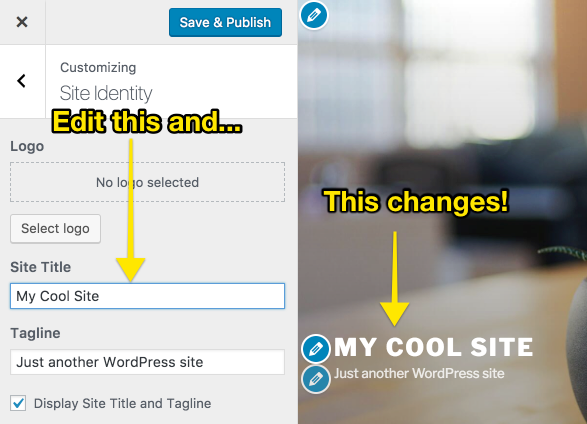 Save & Publish
Customizing
Site Identity
Edit this and...
Logo
No logo selected
Select logo
Site Title
My Cool Site
Tagline
Just another WordPress site
Display Site Title and Tagline
This changes!
MY COOL SITE
Just another WordPress site